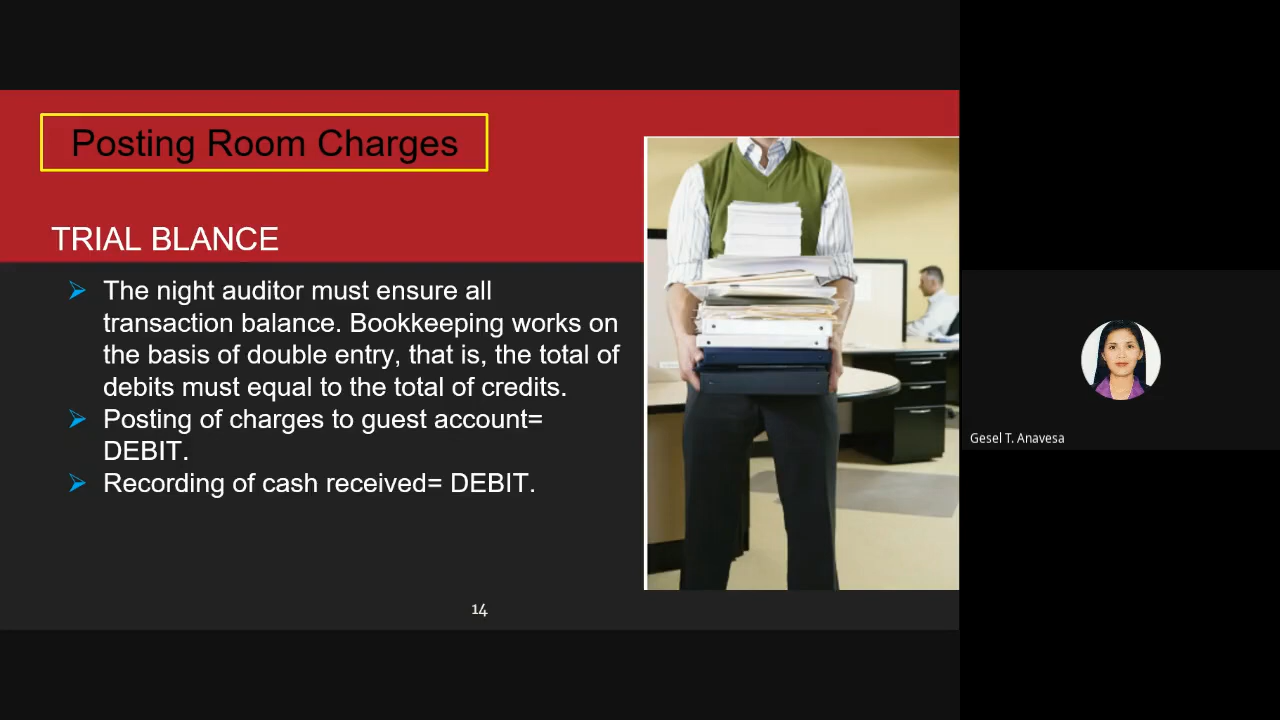 Posting Room Charges
TRIAL BLANCE
The night auditor must ensure all
transaction balance. Bookkeeping works on
the basis of double entry, that is, the total of
debits must equal to the total of credits.
Posting of charges to guest account=
DEBIT.
Recording of cash received= DEBIT.
14
Gesel T. Anavesa